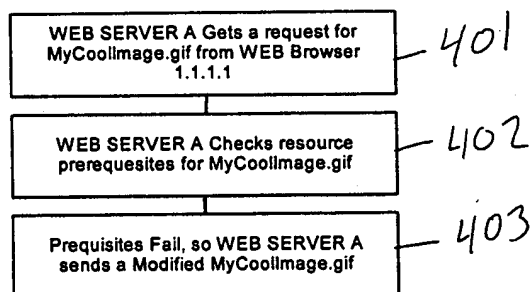 WEB SERVER A Gets a request for
MyCoolImage.gif from WEB Browser
1.1.1.1
401
WEB SERVER A Checks resource
prerequesites for MyCoolImage.gif
402
Prequisites Fail, so WEB SERVER A
sends a Modified MyCoolImage.gif
403